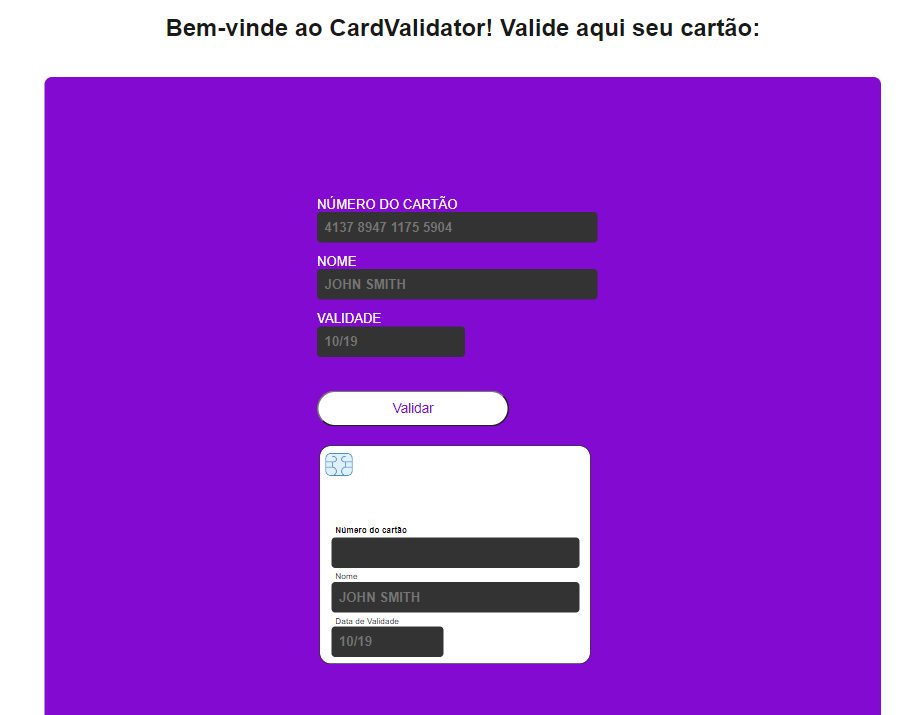 Bem-vinde ao CardValidator! Valide aqui seu cartão:
NÚMERO DO CARTÃO
4137 8947 1175 5904
NOME
JOHN SMITH
VALIDADE
10/19
Validar
Número do cartão
Nome
JOHN SMITH
Data de Validade
10/19